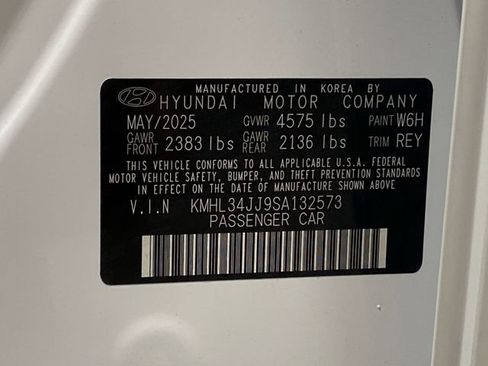 MANUFACTURED IN KOREA BY
HYUNDAI MOTOR COMPANY
MAY/2025 GVWR 4575 lbs PAINT W6H
GAWR FRONT 2383 lbs GAWR REAR 2136 lbs TRIM REY
THIS VEHICLE CONFORMS TO ALL APPLICABLE U.S.A. FEDERAL
MOTOR VEHICLE SAFETY, BUMPER, AND THEFT PREVENTION STANDARDS
IN EFFECT ON THE DATE OF MANUFACTURE SHOWN ABOVE.
V.I.N KMHL34JJ9SA132573
PASSENGER CAR